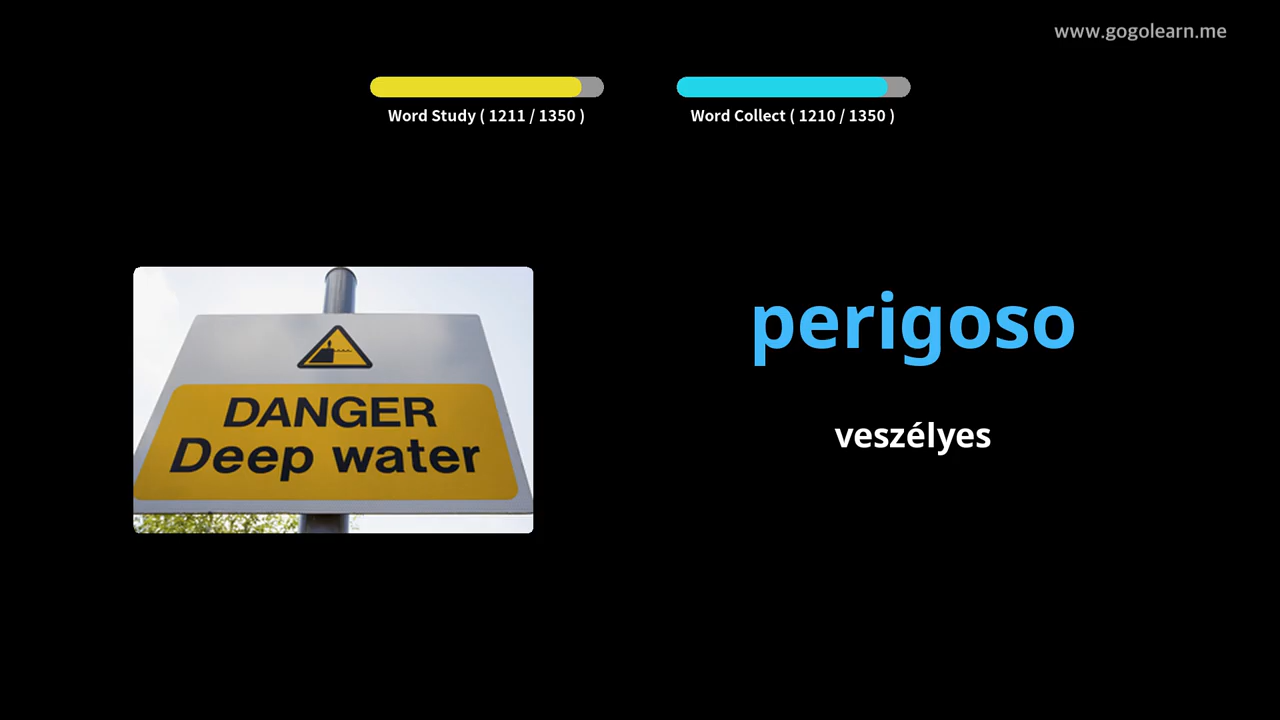 www.gogolearn.me
Word Study ( 1211 / 1350 )
Word Collect ( 1210 / 1350 )
DANGER
Deep water
perigoso
veszélyes